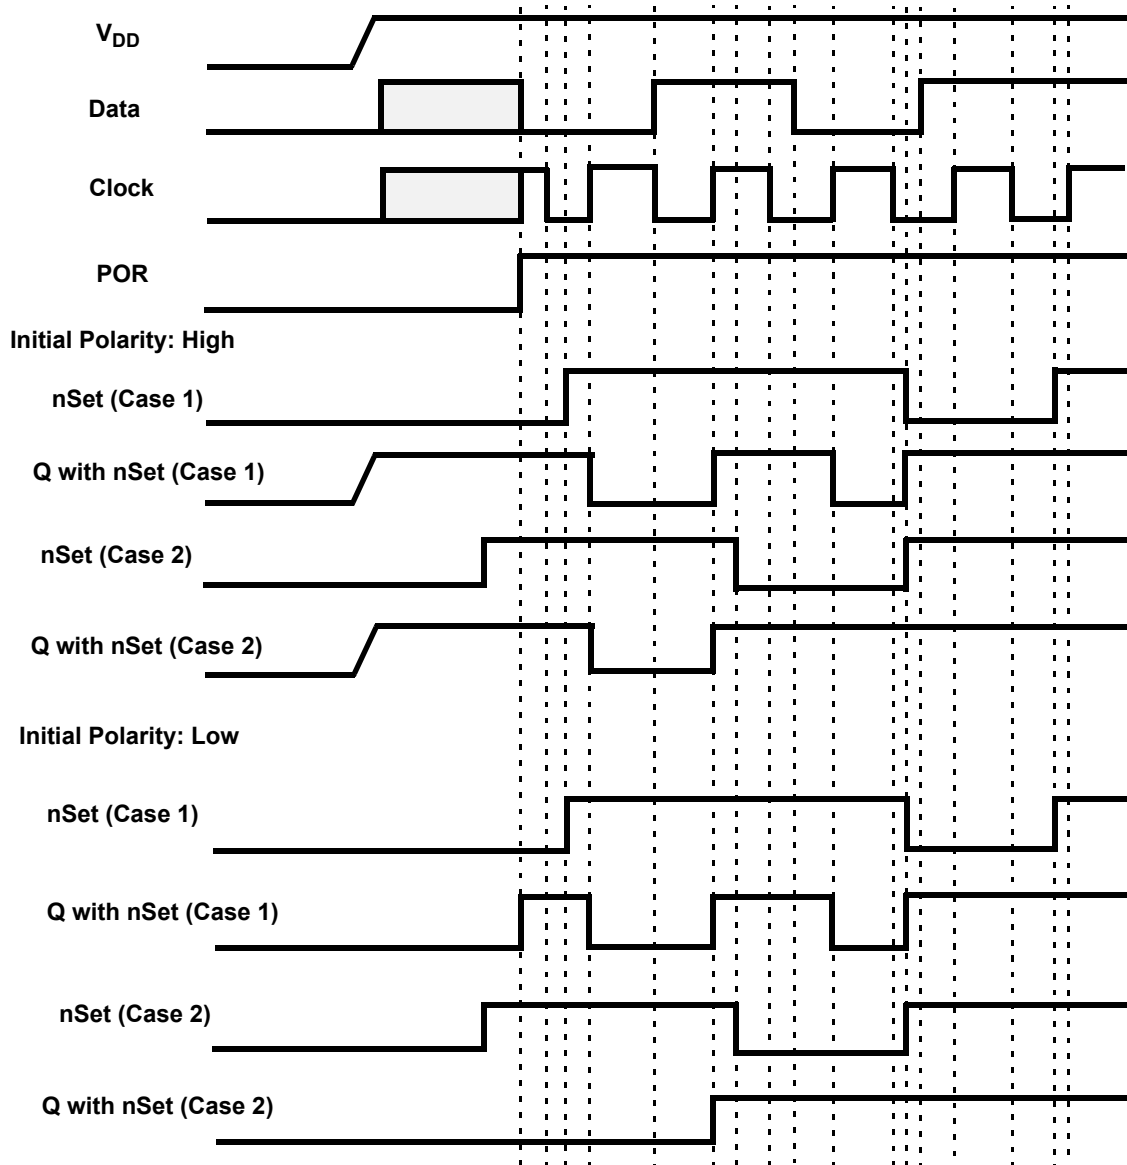 VDD
Data
Clock
POR
Initial Polarity: High
nSet (Case 1)
Q with nSet (Case 1)
nSet (Case 2)
Q with nSet (Case 2)
Initial Polarity: Low
nSet (Case 1)
Q with nSet (Case 1)
nSet (Case 2)
Q with nSet (Case 2)